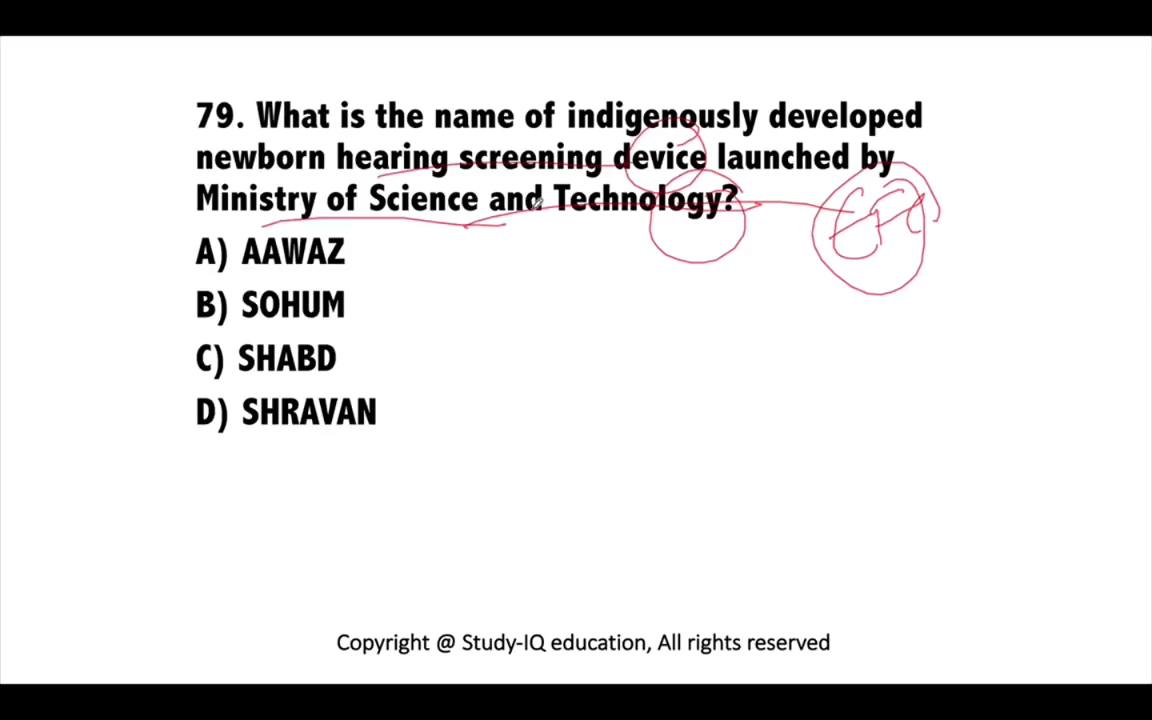 79. What is the name of indigenously developed
newborn hearing screening device launched by
Ministry of Science and Technology?
A) AAWAZ
B) SOHUM
C) SHABD
D) SHRAVAN
Copyright @ Study-IQ education, All rights reserved